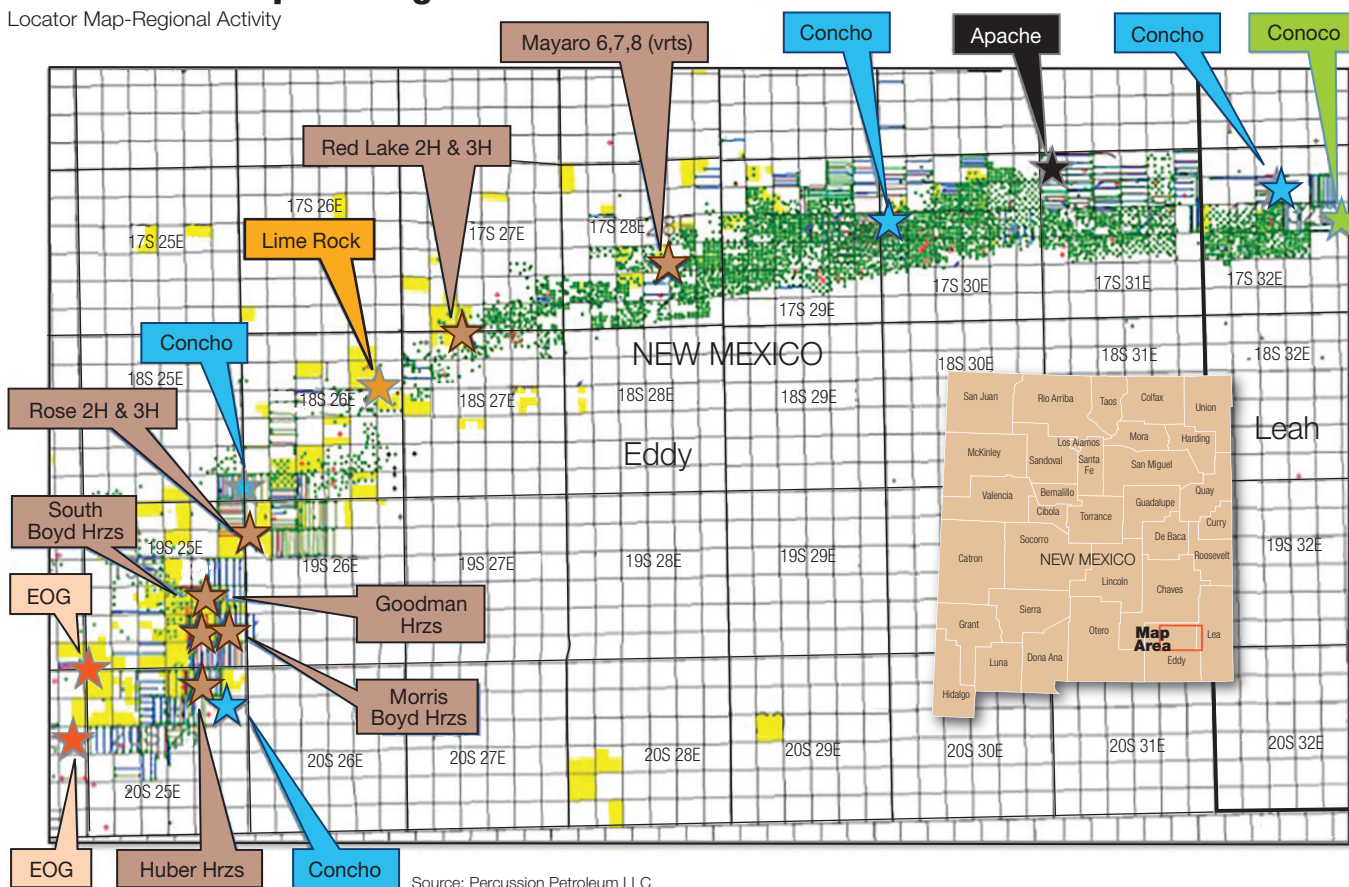 Locator Map-Regional Activity
Mayaro 6,7,8 (vrts)
Concho
Apache
Concho
Conoco
Red Lake 2H & 3H
Lime Rock
Concho
Rose 2H & 3H
South
Boyd Hrzs
EOG
Goodman
Hrzs
Morris
Boyd Hrzs
EOG
Huber Hrzs
Concho
17S 25E
17S 26E
17S 27E
17S 28E
17S 29E
17S 30E
17S 31E
17S 32E
NEW MEXICO
18S 25E
18S 26E
18S 27E
18S 28E
18S 29E
18S 30E
18S 31E
18S 32E
Eddy
Leah
19S 25E
19S 26E
19S 27E
19S 28E
19S 29E
19S 32E
20S 25E
20S 26E
20S 27E
20S 28E
20S 29E
20S 30E
20S 31E
20S 32E
San Juan
Rio Arriba
Taos
Colfax
Union
McKinley
Sandoval
Los Alamos
Santa
Fe
Mora
Harding
San Miguel
Valencia
Bernalillo
Cibola
Torrance
Guadalupe
Quay
Curry
De Baca
Roosevelt
Catron
Socorro
NEW MEXICO
Lincoln
Chaves
Grant
Sierra
Otero
Map
Area
Lea
Eddy
Luna
Dona Ana
Hidalgo
Source: Percussion Petroleum LLC